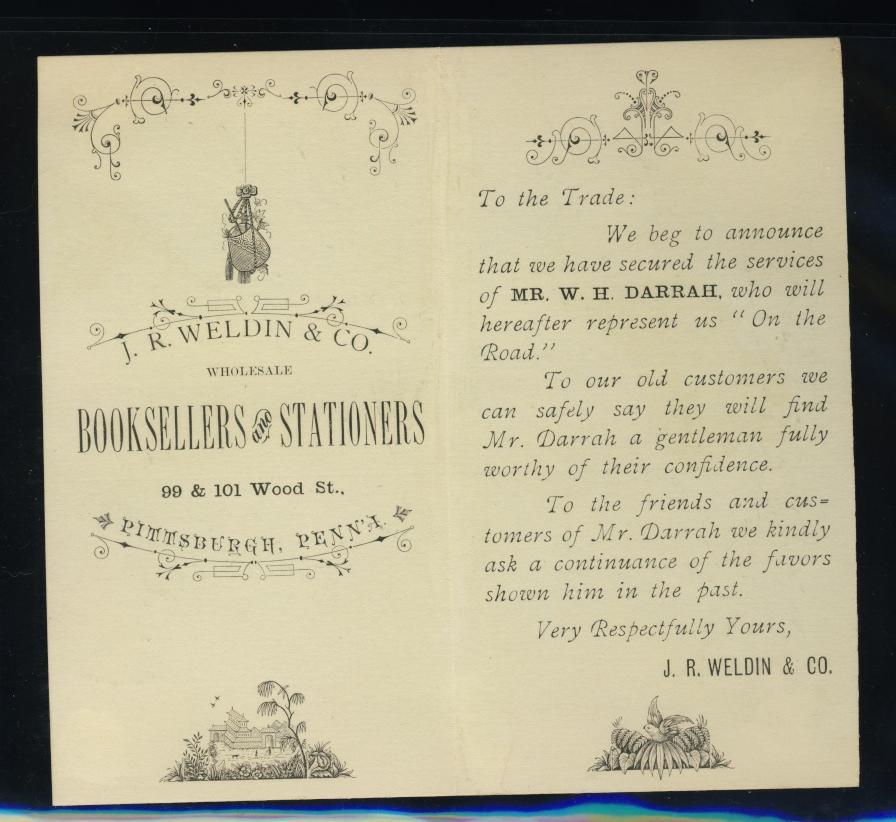 J. R. WELDIN & CO.
WHOLESALE
BOOKSELLERS AND STATIONERS
99 & 101 Wood St.,
PITTSBURGH, PENN'A.
To the Trade:
We beg to announce
that we have secured the services
of MR. W. H. DARRAH, who will
hereafter represent us "On the
Road."
To our old customers we
can safely say they will find
Mr. Darrah a gentleman fully
worthy of their confidence.
To the friends and cus=
tomers of Mr. Darrah we kindly
ask a continuance of the favors
shown him in the past.
Very Respectfully Yours,
J. R. WELDIN & CO.